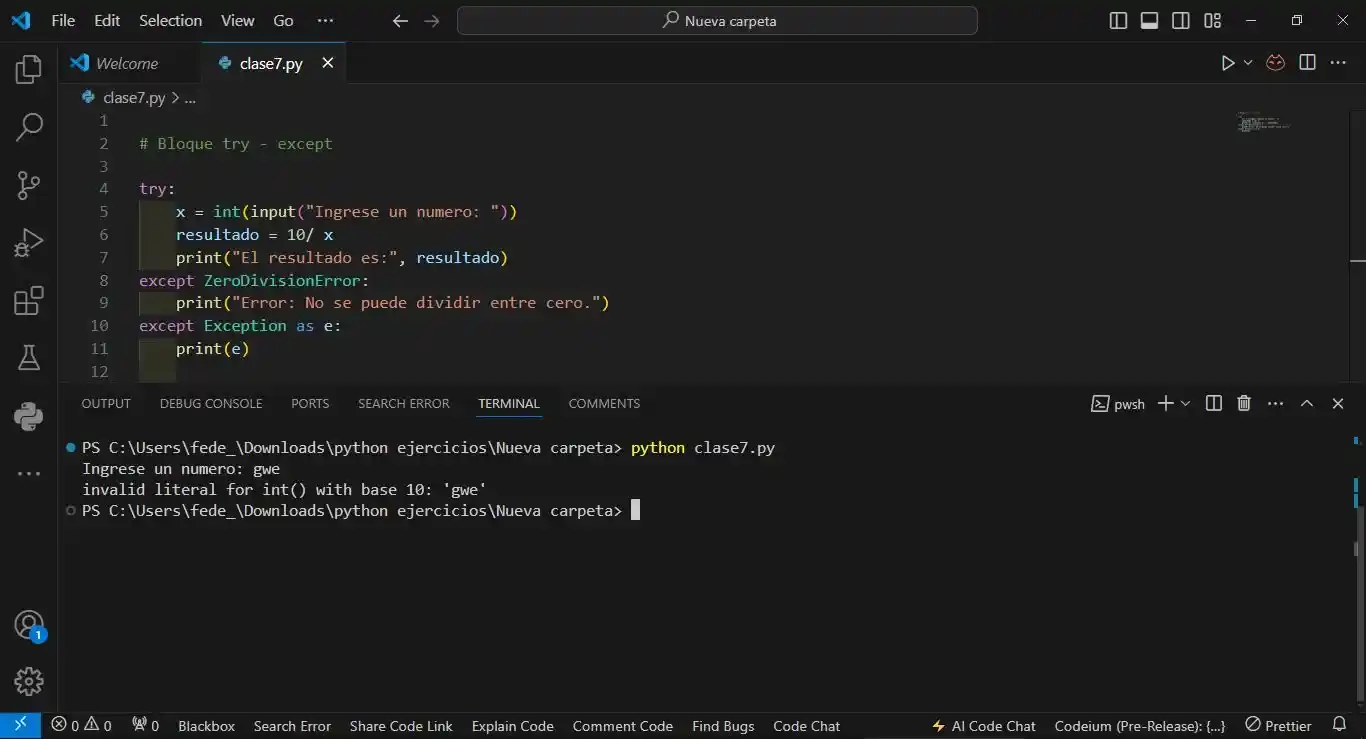 File Edit Selection View Go ··· Nueva carpeta
Welcome clase7.py
clase7.py > ...
1
2 # Bloque try - except
3
4 try:
5 x = int(input("Ingrese un numero: "))
6 resultado = 10/ x
7 print("El resultado es:", resultado)
8 except ZeroDivisionError:
9 print("Error: No se puede dividir entre cero.")
10 except Exception as e:
11 print(e)
12
OUTPUT DEBUG CONSOLE PORTS SEARCH ERROR TERMINAL COMMENTS pwsh
PS C:\Users\fede_\Downloads\python ejercicios\Nueva carpeta> python clase7.py
Ingrese un numero: gwe
invalid literal for int() with base 10: 'gwe'
PS C:\Users\fede_\Downloads\python ejercicios\Nueva carpeta>
1
0 0 0 Blackbox Search Error Share Code Link Explain Code Comment Code Find Bugs Code Chat AI Code Chat Codeium (Pre-Release): {...} Prettier